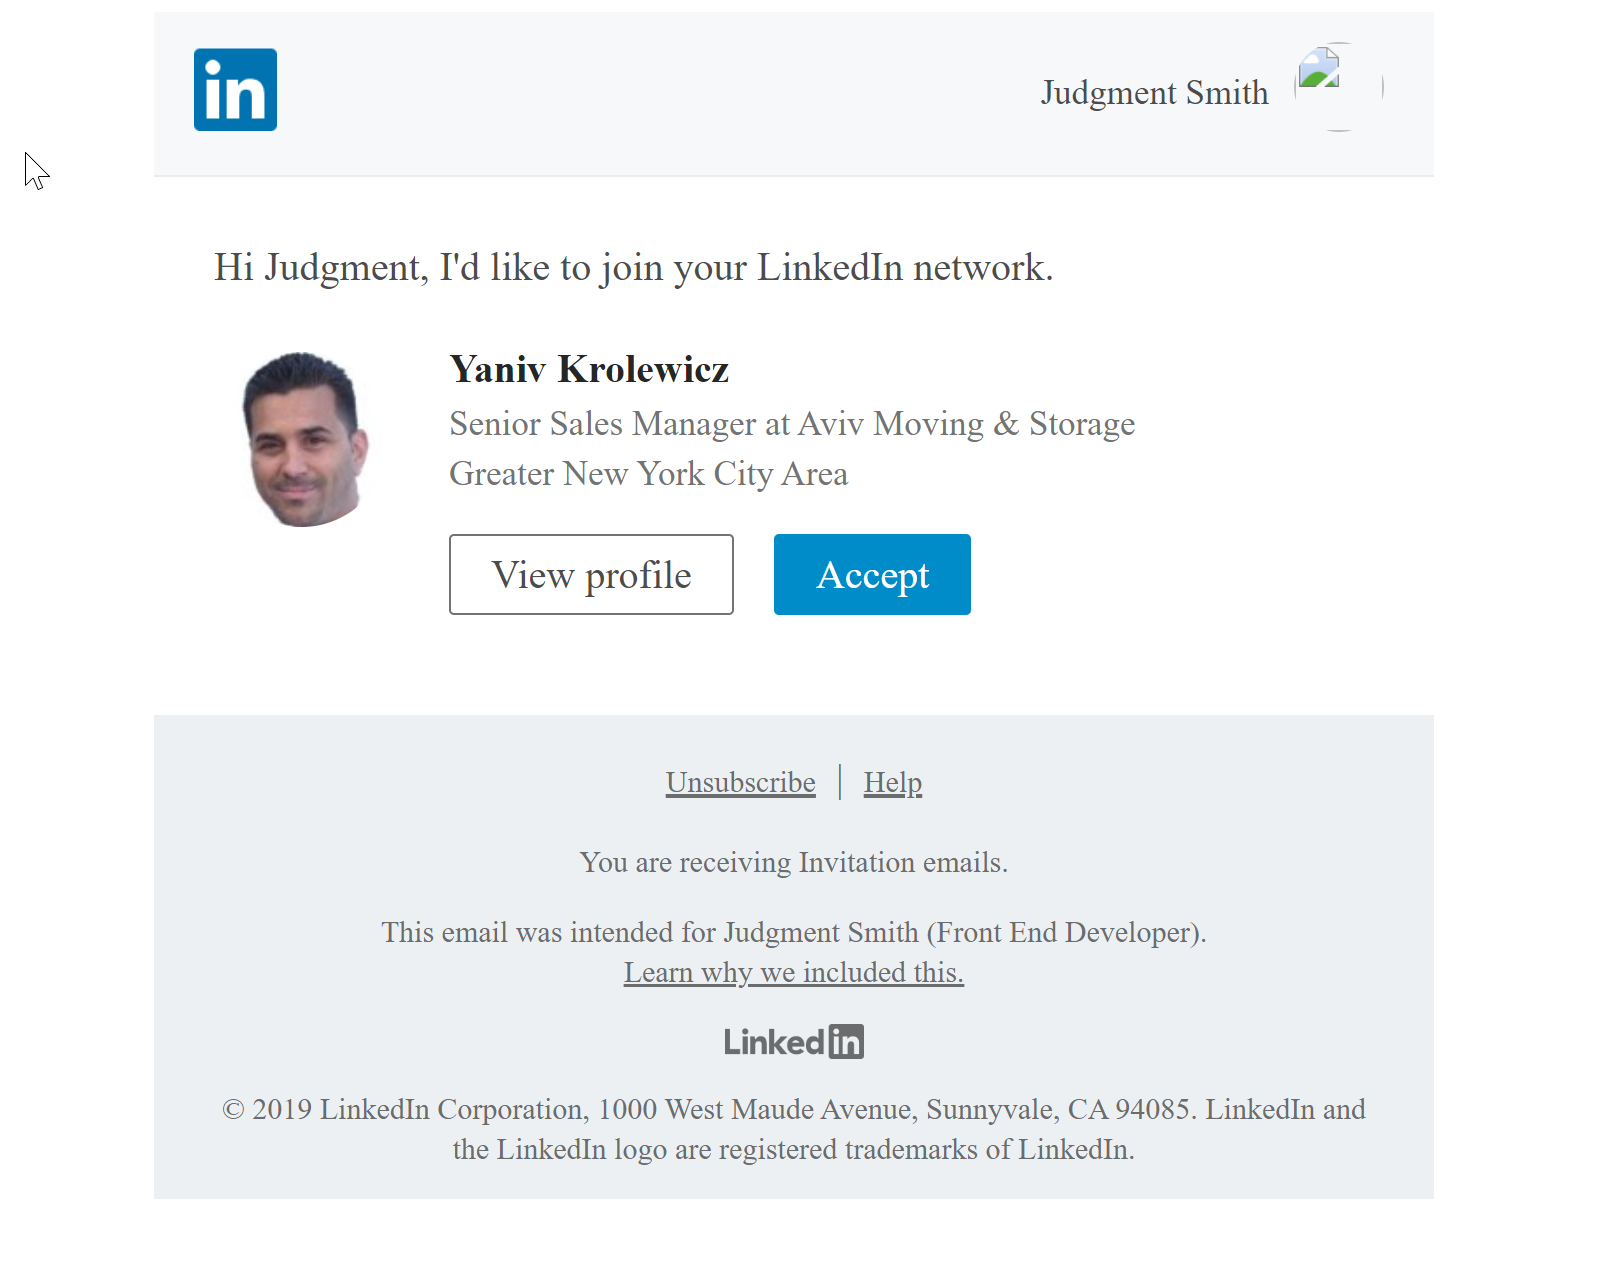 in
Judgment Smith
Hi Judgment, I'd like to join your LinkedIn network.
Yaniv Krolewicz
Senior Sales Manager at Aviv Moving & Storage
Greater New York City Area
View profile
Accept
Unsubscribe | Help
You are receiving Invitation emails.
This email was intended for Judgment Smith (Front End Developer).
Learn why we included this.
Linkedin
© 2019 LinkedIn Corporation, 1000 West Maude Avenue, Sunnyvale, CA 94085. LinkedIn and
the LinkedIn logo are registered trademarks of LinkedIn.